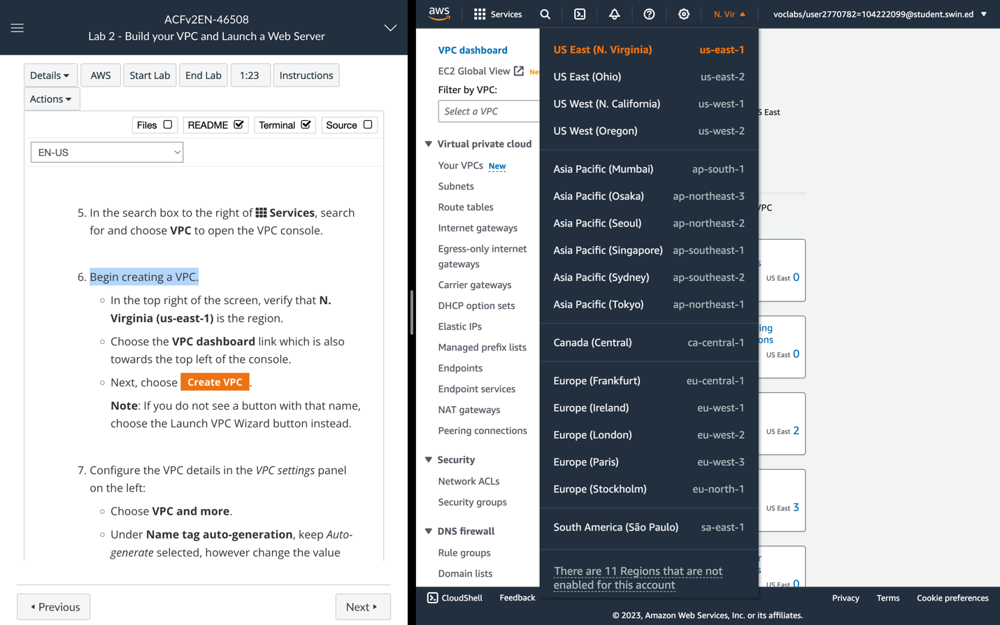 ACFv2EN-46508
Lab 2 - Build your VPC and Launch a Web Server
Details
AWS
Start Lab
End Lab
1:23
Instructions
Actions
Files
README
Terminal
Source
EN-US
5. In the search box to the right of Services, search
for and choose VPC to open the VPC console.
6. Begin creating a VPC.
In the top right of the screen, verify that N.
Virginia (us-east-1) is the region.
Choose the VPC dashboard link which is also
towards the top left of the console.
Next, choose Create VPC.
Note: If you do not see a button with that name,
choose the Launch VPC Wizard button instead.
7. Configure the VPC details in the VPC settings panel
on the left:
Choose VPC and more.
Under Name tag auto-generation, keep Auto-
generate selected, however change the value
Previous
Next
aws
Services
N. Vir
voclabs/user2770782=104222099@student.swin.ed
VPC dashboard
EC2 Global View
Filter by VPC:
Select a VPC
Virtual private cloud
Your VPCs New
Subnets
Route tables
Internet gateways
Egress-only internet
gateways
Carrier gateways
DHCP option sets
Elastic IPs
Managed prefix lists
Endpoints
Endpoint services
NAT gateways
Peering connections
Security
Network ACLs
Security groups
DNS firewall
Rule groups
Domain lists
US East (N. Virginia) us-east-1
US East (Ohio) us-east-2
US West (N. California) us-west-1
US West (Oregon) us-west-2
Asia Pacific (Mumbai) ap-south-1
Asia Pacific (Osaka) ap-northeast-3
Asia Pacific (Seoul) ap-northeast-2
Asia Pacific (Singapore) ap-southeast-1
Asia Pacific (Sydney) ap-southeast-2
Asia Pacific (Tokyo) ap-northeast-1
Canada (Central) ca-central-1
Europe (Frankfurt) eu-central-1
Europe (Ireland) eu-west-1
Europe (London) eu-west-2
Europe (Paris) eu-west-3
Europe (Stockholm) eu-north-1
South America (São Paulo) sa-east-1
There are 11 Regions that are not
enabled for this account
S East
VPC
US East 0
ing
ons
US East 0
US East 2
US East 3
US East 0
CloudShell
Feedback
Privacy
Terms
Cookie preferences
© 2023, Amazon Web Services, Inc. or its affiliates.